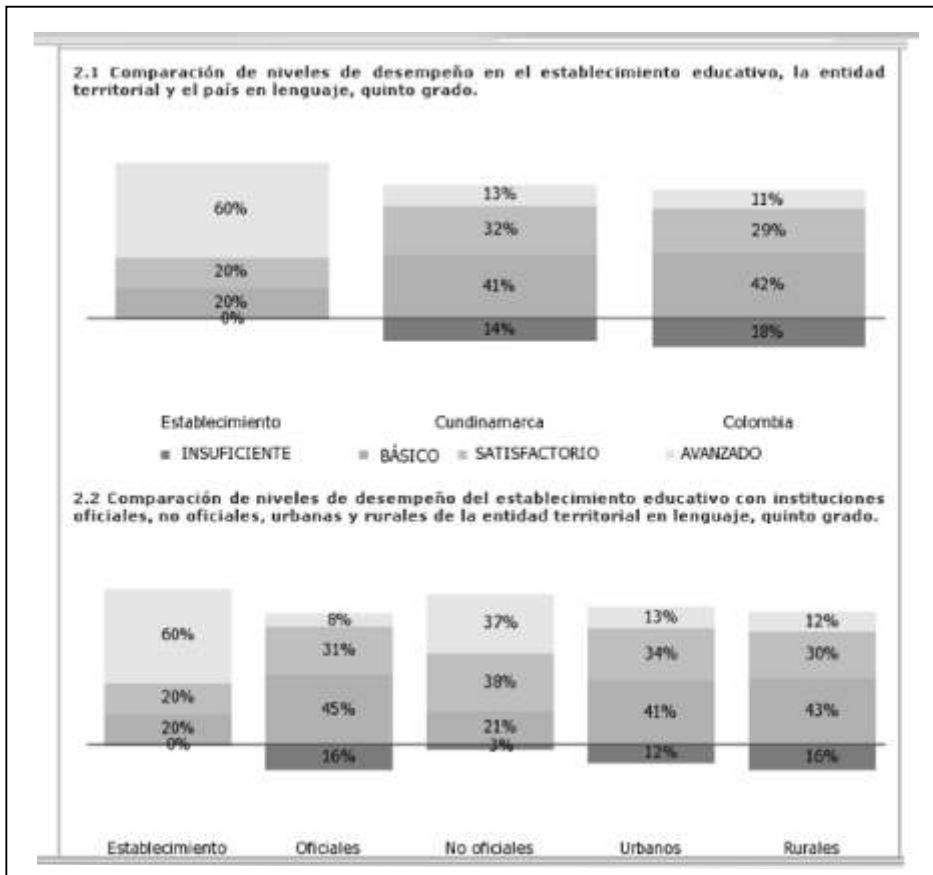 2.1 Comparación de niveles de desempeño en el establecimiento educativo, la entidad
territorial y el país en lenguaje, quinto grado.
60% 13% 11%
32% 29%
20% 41% 42%
20%
0% 14% 18%
Establecimiento Cundinamarca Colombia
INSUFICIENTE BÁSICO SATISFACTORIO AVANZADO
2.2 Comparación de niveles de desempeño del establecimiento educativo con instituciones
oficiales, no oficiales, urbanas y rurales de la entidad territorial en lenguaje, quinto grado.
60% 8% 37% 13% 12%
31% 34% 30%
20% 45% 38% 41% 43%
20% 21%
0% 16% 3% 12% 16%
Establecimiento Oficiales No oficiales Urbanos Rurales